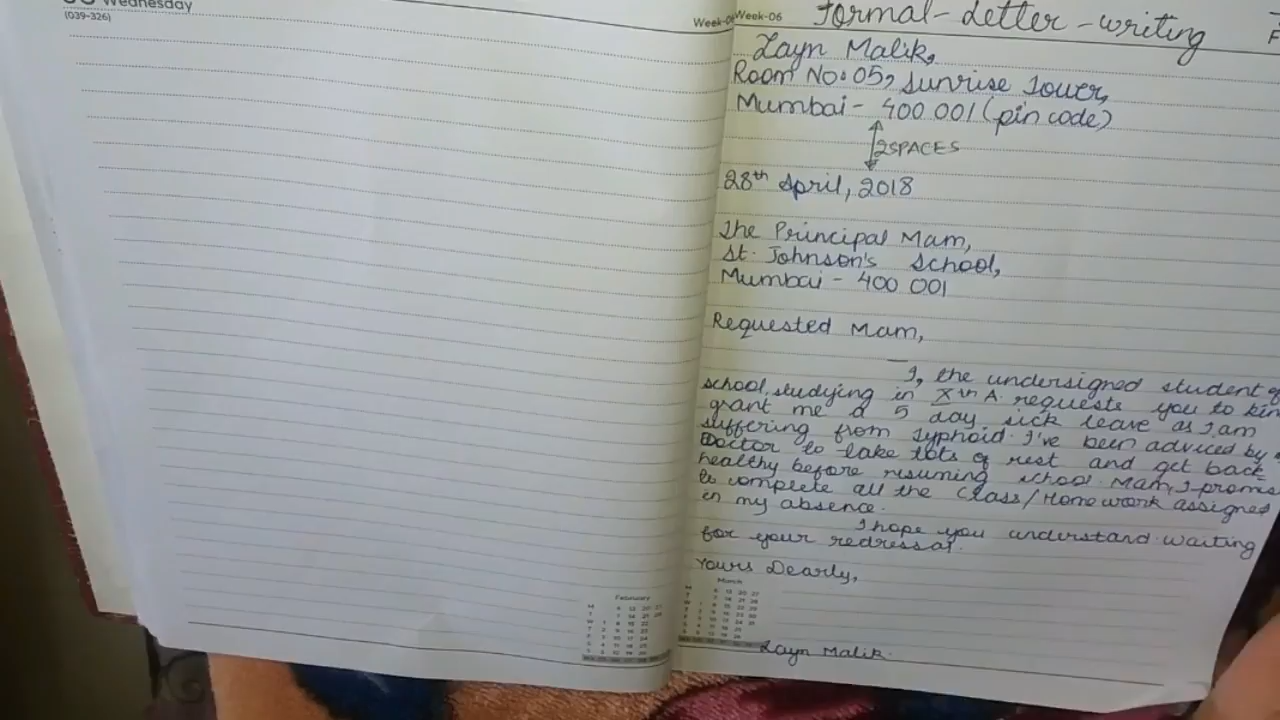 Wednesday
(039-326)
Week-06
Formal-Letter-writing
Zayn Malik,
Room No: 05, Sunrise Tower,
Mumbai - 400 001 (pin code)
2SPACES
28th April, 2018
The Principal Mam,
St. Johnson's School,
Mumbai - 400 001
Requested Mam,
I, the undersigned student of
school, studying in Xth A requests you to kin
grant me a 5 day sick leave as I am
suffering from typhoid. I've been adviced by
Doctor to take lots of rest and get back
healthy before resuming school. Mam, I promis
to complete all the Class/Homework assigned
in my absence.
I hope you understand. waiting
for your redressal.
Yours Dearly,
Zayn Malik.
February
March